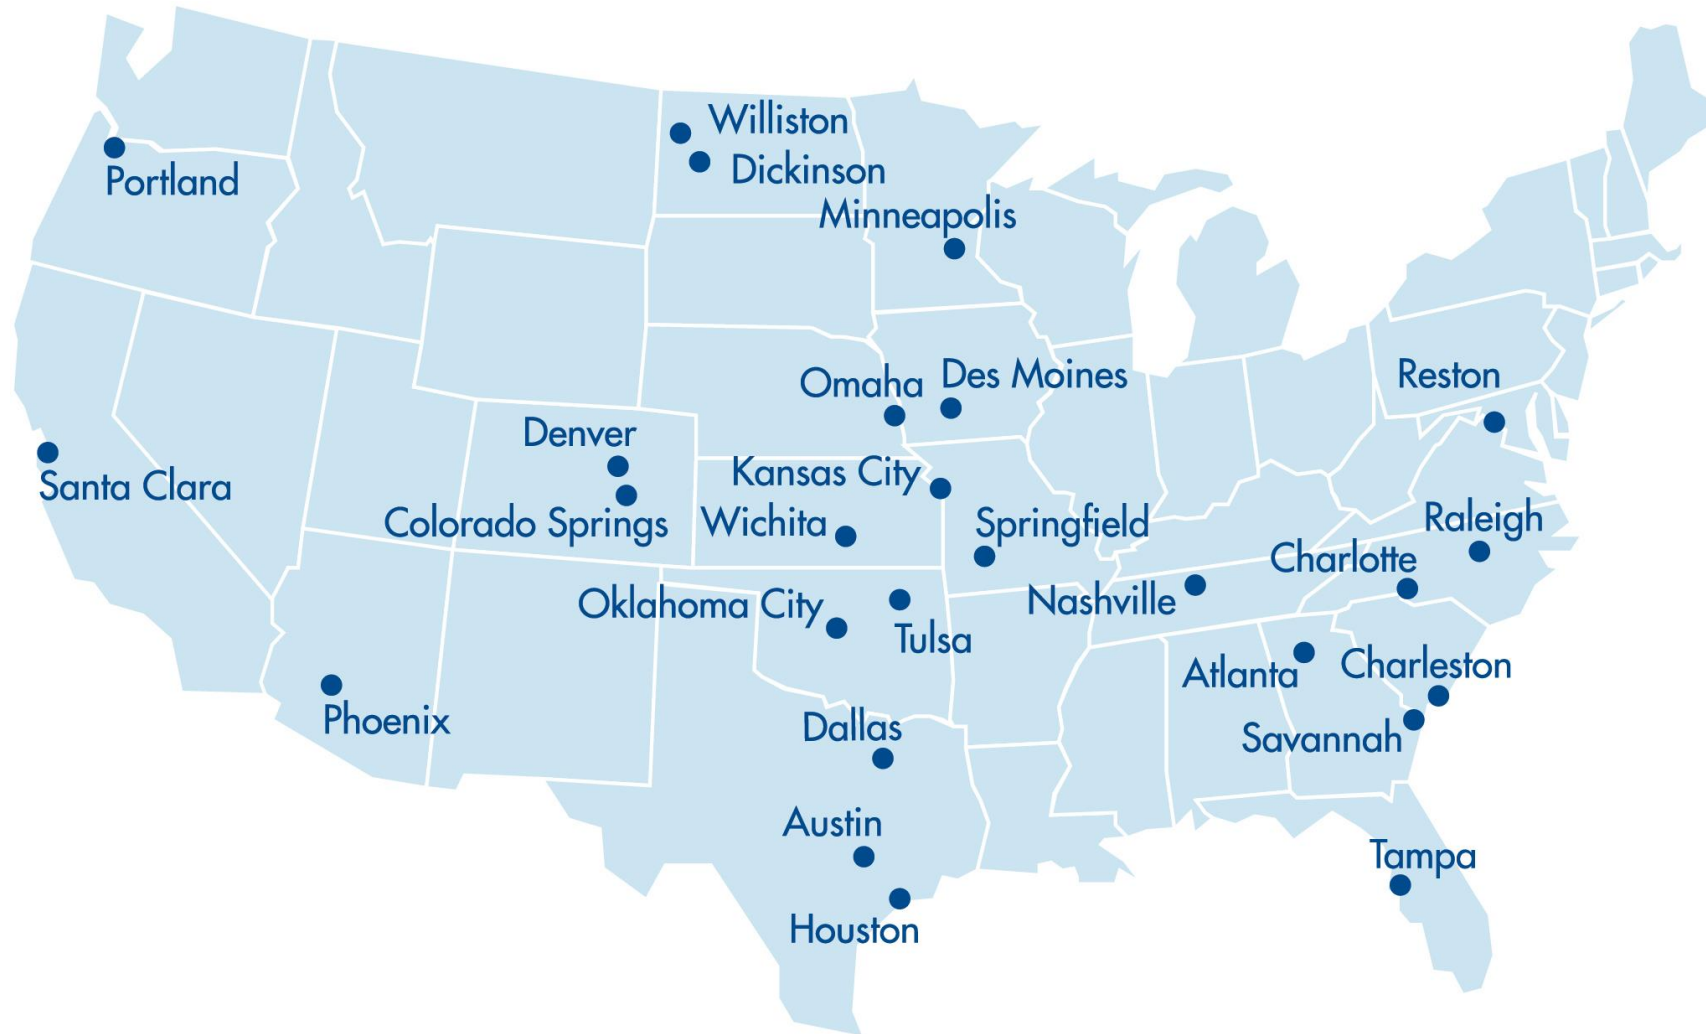 Williston
Portland
Dickinson
Minneapolis
Omaha
Des Moines
Reston
Denver
Santa Clara
Kansas City
Colorado Springs
Wichita
Springfield
Raleigh
Charlotte
Oklahoma City
Nashville
Tulsa
Atlanta
Charleston
Phoenix
Dallas
Savannah
Austin
Tampa
Houston